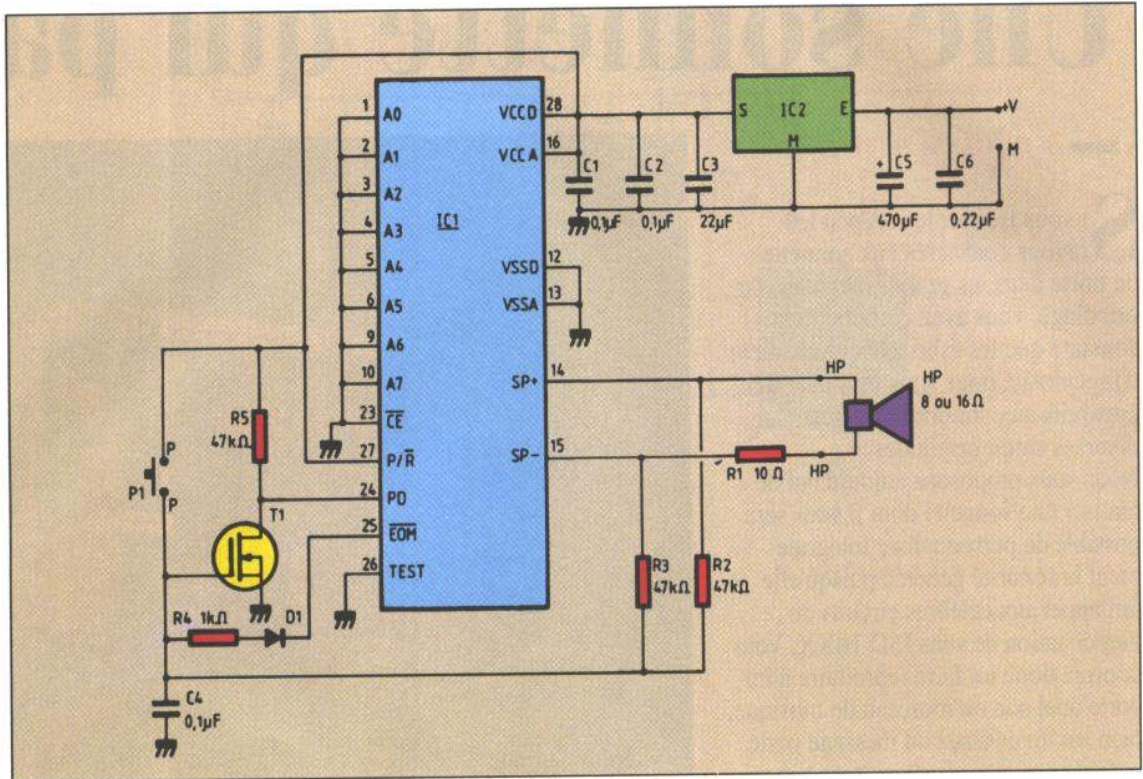 1 A0
2 A1
3 A2
4 A3
5 A4
6 A5
9 A6
10 A7
23 CE
27 P/R
24 PD
25 EOM
26 TEST
IC1
VCCD 28
VCCA 16
VSSD 12
VSSA 13
SP+ 14
SP- 15
S IC2 E
M
+V
M
C1
0,1µF
C2
0,1µF
C3
22µF
+ C5
470µF
C6
0,22µF
HP
HP
8 ou 16Ω
R1 10Ω
HP
R3
47kΩ
R2
47kΩ
R5
47kΩ
P
P1
P
T1
R4 1kΩ
D1
C4
0,1µF